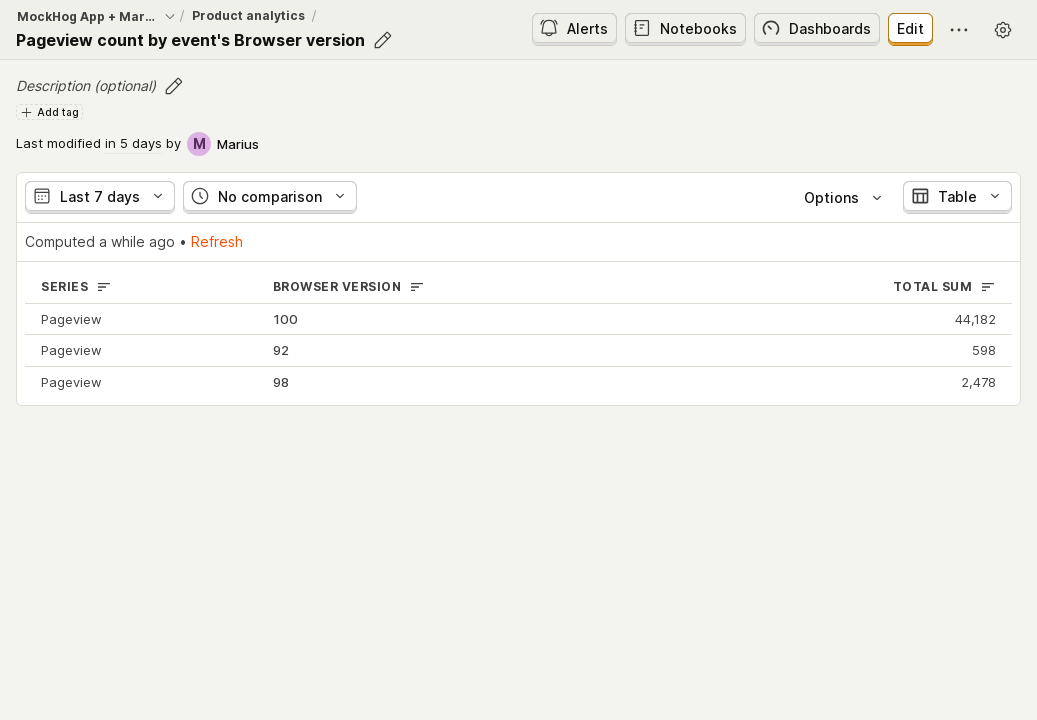 MockHog App + Mar... / Product analytics /
Pageview count by event's Browser version
Alerts Notebooks Dashboards Edit
Description (optional)
Add tag
Last modified in 5 days by M Marius
Last 7 days No comparison Options Table
Computed a while ago • Refresh
SERIES BROWSER VERSION TOTAL SUM
Pageview 100 44,182
Pageview 92 598
Pageview 98 2,478